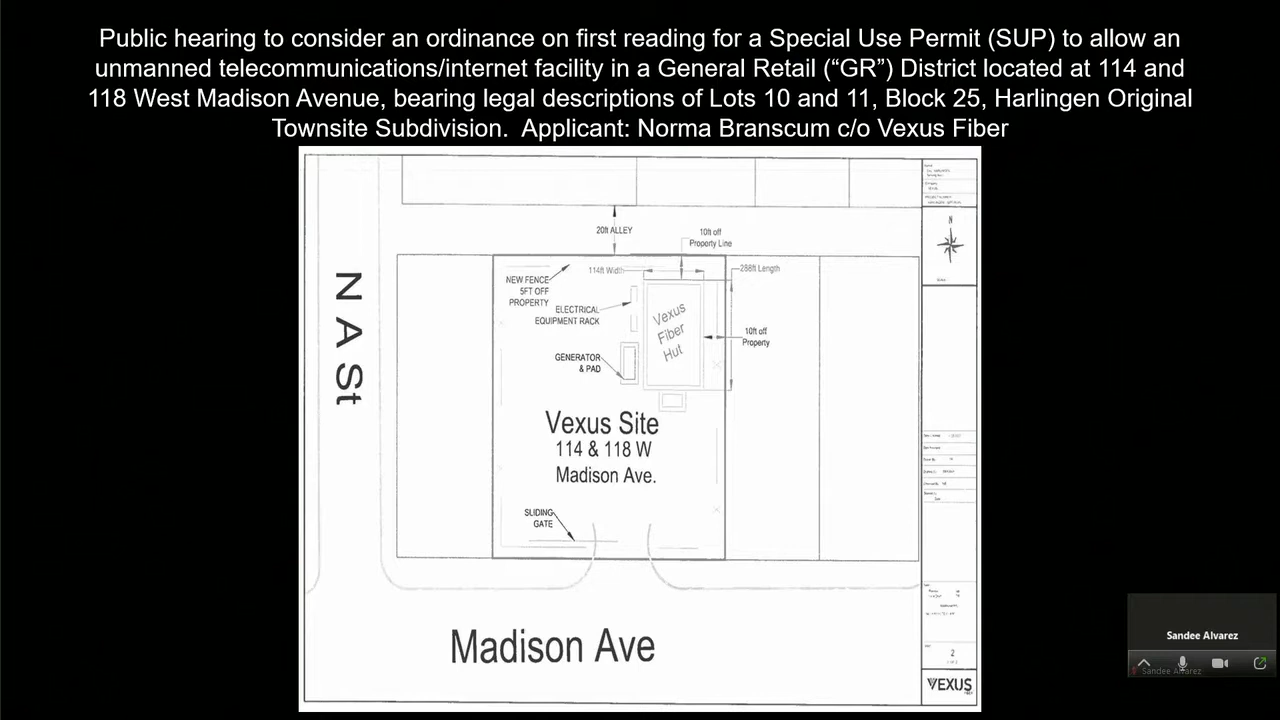 Public hearing to consider an ordinance on first reading for a Special Use Permit (SUP) to allow an
unmanned telecommunications/internet facility in a General Retail (“GR”) District located at 114 and
118 West Madison Avenue, bearing legal descriptions of Lots 10 and 11, Block 25, Harlingen Original
Townsite Subdivision.  Applicant: Norma Branscum c/o Vexus Fiber
20ft ALLEY
10ft off
Property Line
N
114ft Width
288ft Length
NEW FENCE
5FT OFF
PROPERTY
ELECTRICAL
EQUIPMENT RACK
Vexus
Fiber
Hut
10ft off
Property
GENERATOR
& PAD
N A St
Vexus Site
114 & 118 W
Madison Ave.
SLIDING
GATE
Madison Ave
2
VEXUS
Sandee Alvarez
Sandee Alvarez